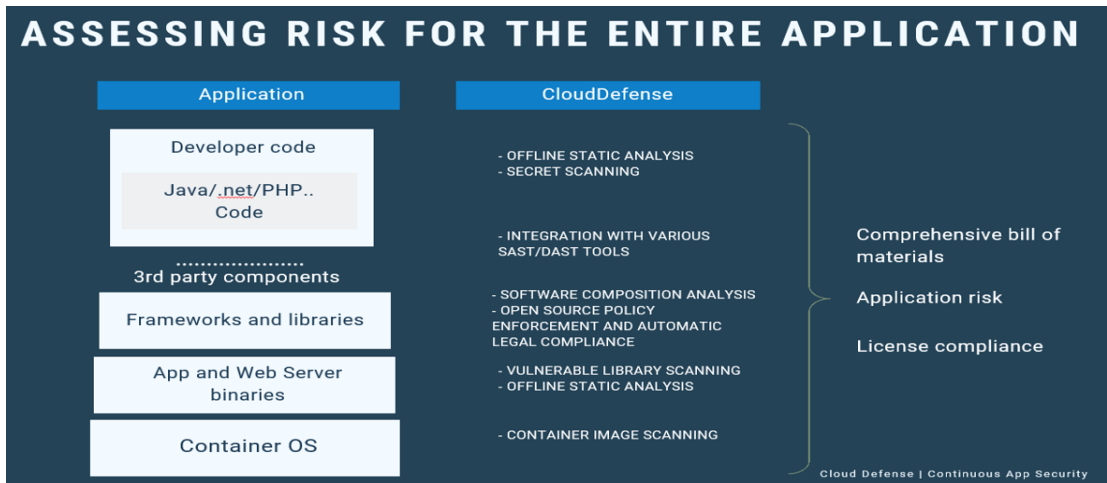 ASSESSING RISK FOR THE ENTIRE APPLICATION
Application
Developer code
Java/.net/PHP..
Code
....................
3rd party components
Frameworks and libraries
App and Web Server
binaries
Container OS
CloudDefense
- OFFLINE STATIC ANALYSIS
- SECRET SCANNING
- INTEGRATION WITH VARIOUS
SAST/DAST TOOLS
- SOFTWARE COMPOSITION ANALYSIS
- OPEN SOURCE POLICY
ENFORCEMENT AND AUTOMATIC
LEGAL COMPLIANCE
- VULNERABLE LIBRARY SCANNING
- OFFLINE STATIC ANALYSIS
- CONTAINER IMAGE SCANNING
Comprehensive bill of
materials
Application risk
License compliance
Cloud Defense | Continuous App Security